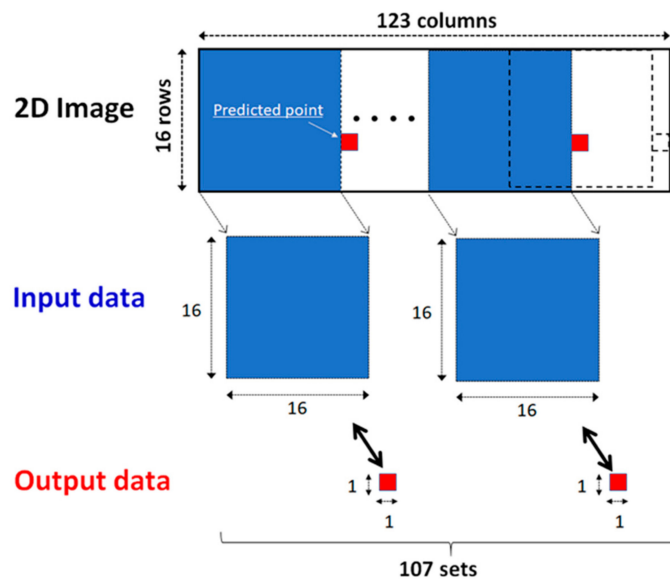 123 columns
2D Image
16 rows
Predicted point
Input data
16
16
16
16
Output data
1
1
1
1
107 sets